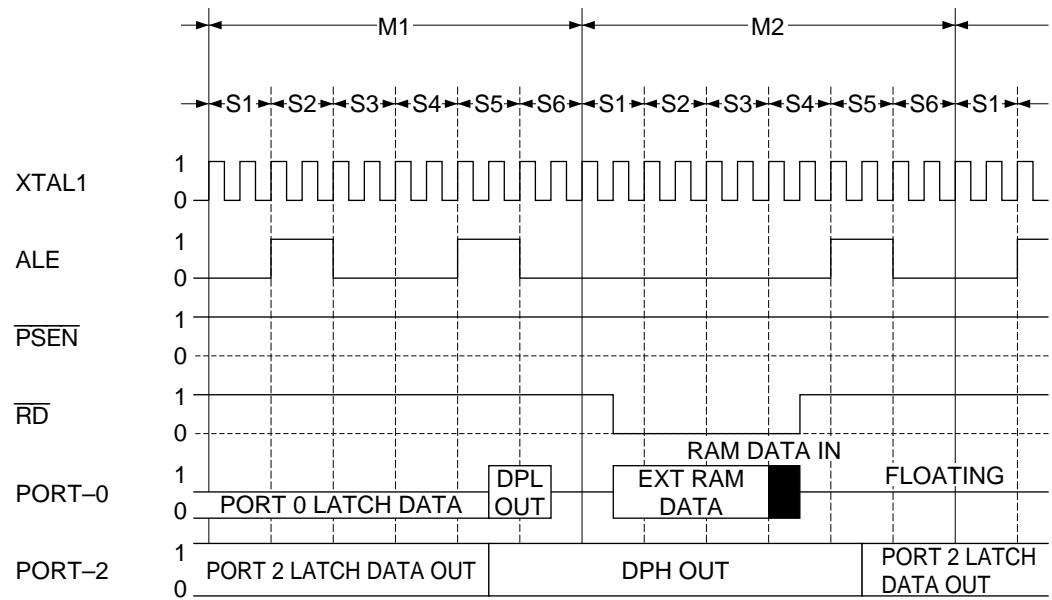 M1 M2
S1 S2 S3 S4 S5 S6 S1 S2 S3 S4 S5 S6 S1
XTAL1 1
0
ALE 1
0
PSEN 1
0
RD 1
0
RAM DATA IN
PORT–0 1
0
PORT 0 LATCH DATA
DPL
OUT
EXT RAM
DATA
FLOATING
PORT–2 1
0
PORT 2 LATCH DATA OUT
DPH OUT
PORT 2 LATCH
DATA OUT